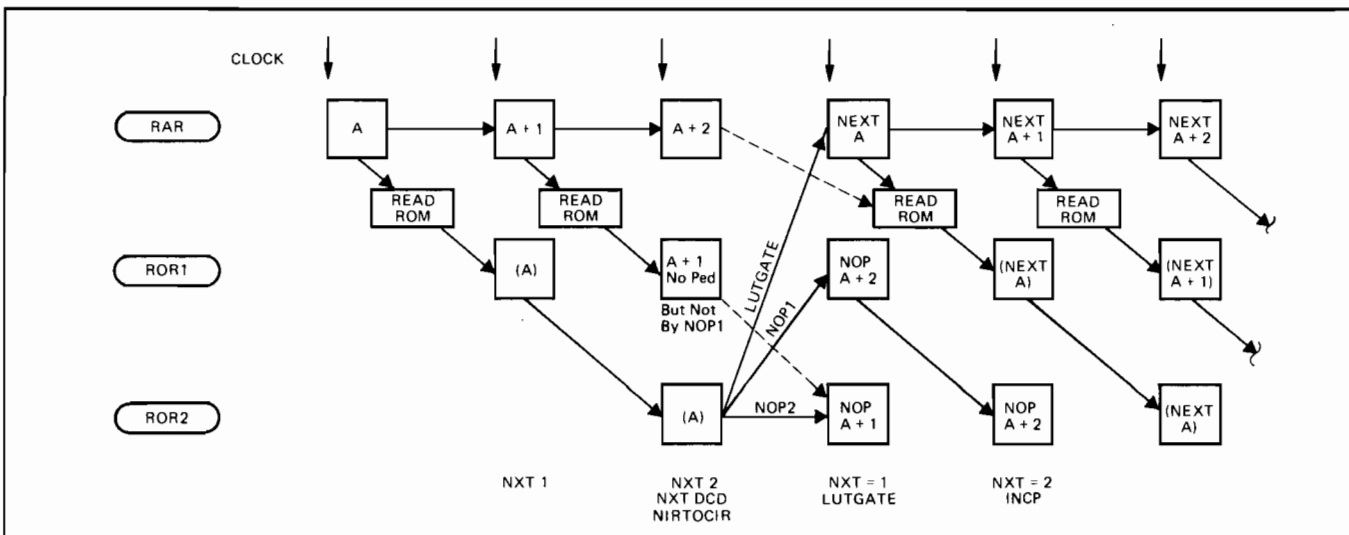 CLOCK
RAR
A
A + 1
A + 2
NEXT
A
NEXT
A + 1
NEXT
A + 2
READ
ROM
READ
ROM
READ
ROM
READ
ROM
LUTGATE
ROR1
(A)
A + 1
No Ped
But Not
By NOP1
NOP1
NOP
A + 2
(NEXT
A)
(NEXT
A + 1)
ROR2
(A)
NOP2
NOP
A + 1
NOP
A + 2
(NEXT
A)
NXT 1
NXT 2
NXT DCD
NIRTOCIR
NXT = 1
LUTGATE
NXT = 2
INCP